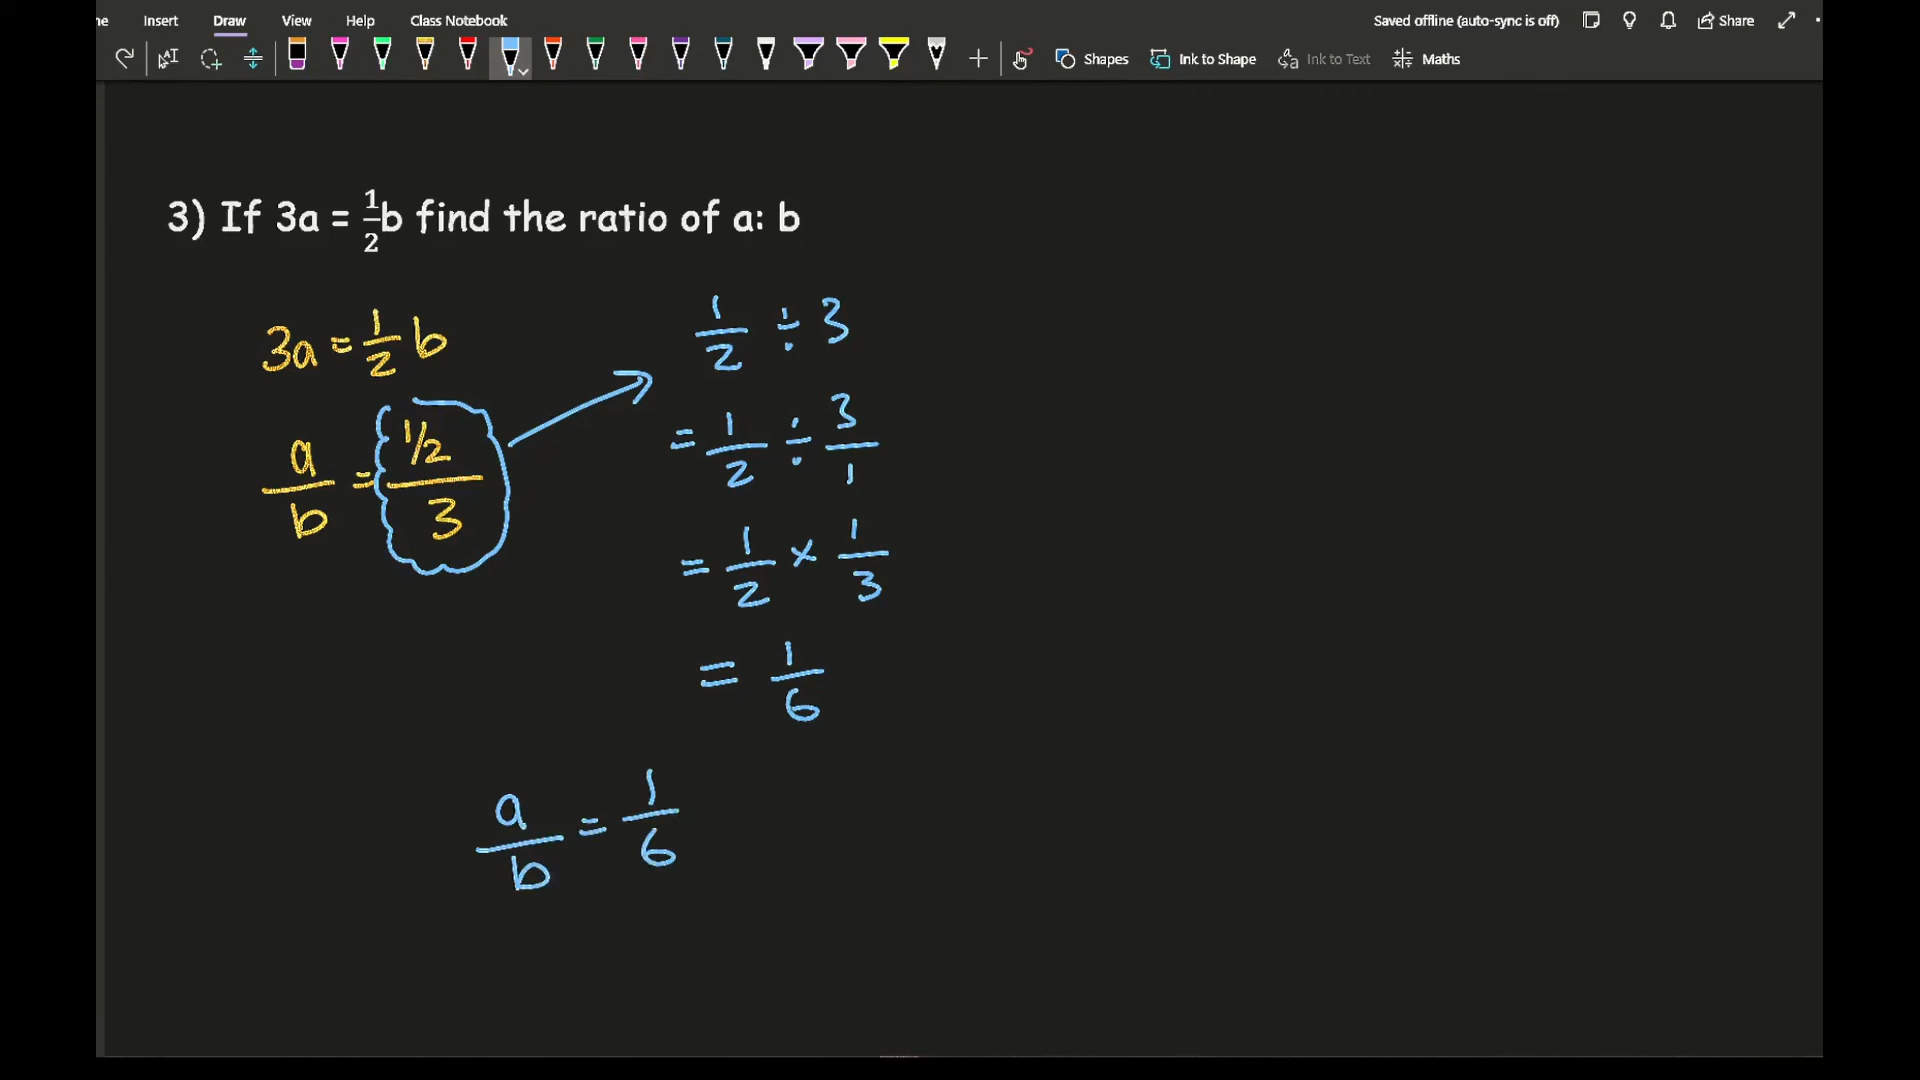 ne Insert Draw View Help Class Notebook Saved offline (auto-sync is off) Share
Shapes Ink to Shape Ink to Text Maths
3) If 3a = 1/2 b find the ratio of a: b
3a = 1/2 b
a/b = 1/2 / 3
1/2 ÷ 3
= 1/2 ÷ 3/1
= 1/2 × 1/3
= 1/6
a/b = 1/6